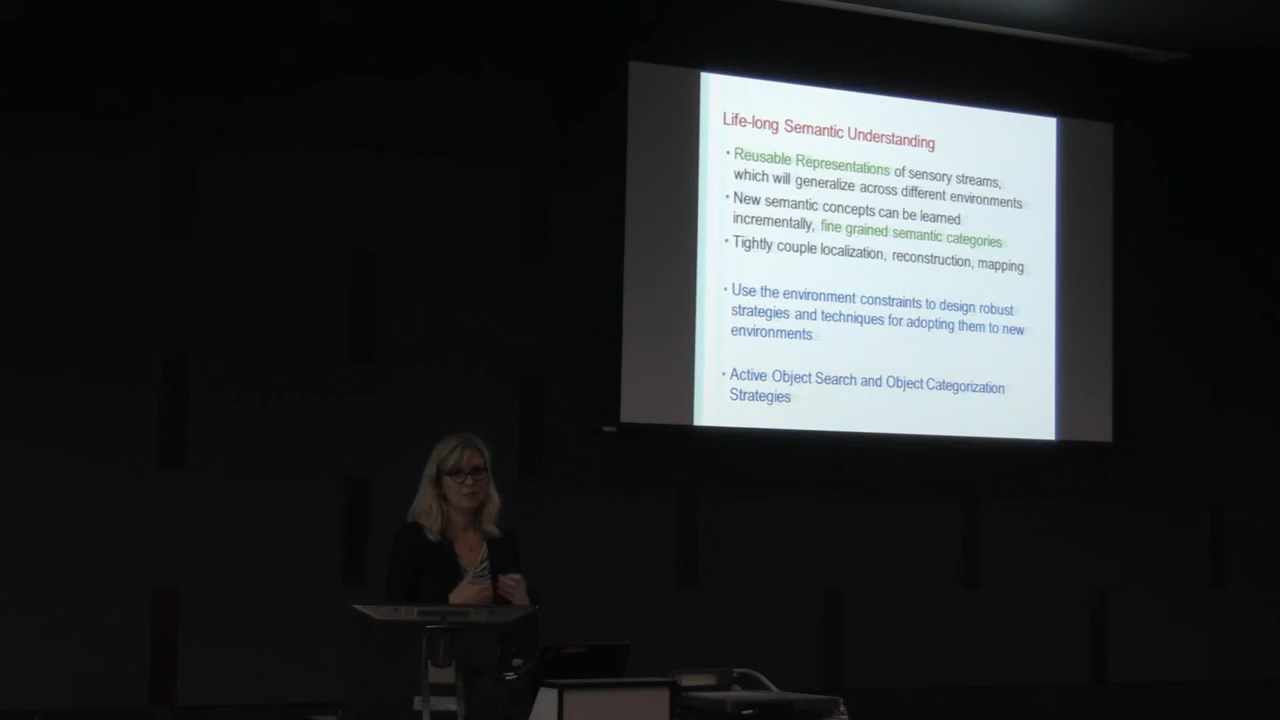 Life-long Semantic Understanding
• Reusable Representations of sensory streams,
which will generalize across different environments
• New semantic concepts can be learned
incrementally, fine grained semantic categories
• Tightly couple localization, reconstruction, mapping
• Use the environment constraints to design robust
strategies and techniques for adopting them to new
environments
• Active Object Search and Object Categorization
Strategies